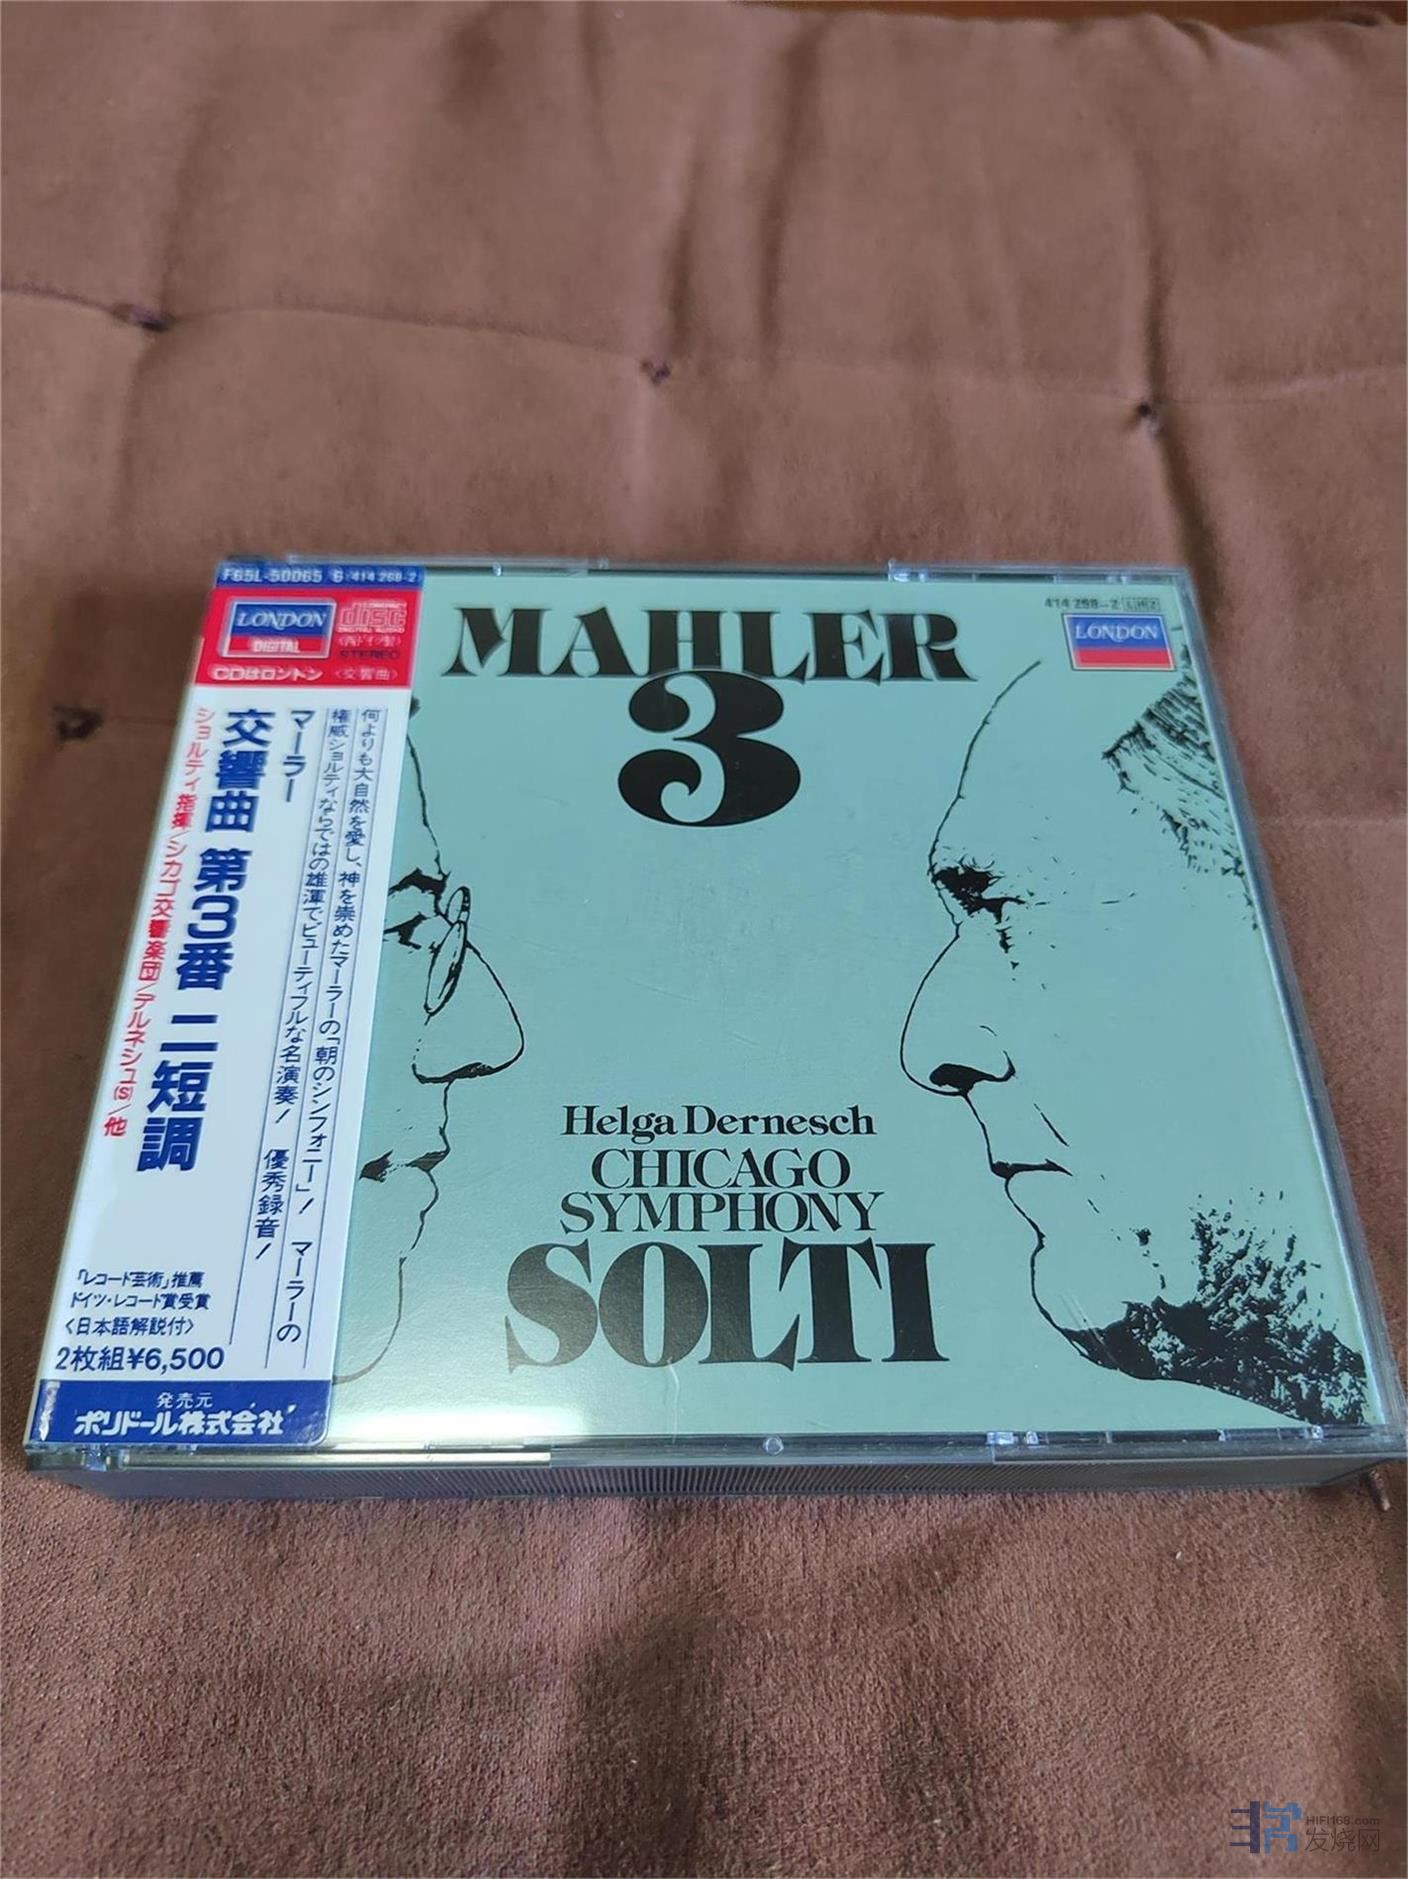 F65L-50065 6 414 268-2
LONDON
DIGITAL
COMPACT
disc
DIGITAL AUDIO
STEREO
CDはロンドン
〈交響曲〉
何よりも大自然を愛し、神を崇めたマーラーの「朝のシンフォニー」! マーラーの
権威ショルティならではの雄渾でビューティフルな名演奏! 優秀録音!
マーラー
交響曲 第3番 ニ短調
ショルティ指揮/シカゴ交響楽団/デルネシュ(S)/他
「レコード芸術」推薦
ドイツ・レコード賞受賞
〈日本語解説付〉
2枚組¥6,500
発売元
ポリドール株式会社
MAHLER
3
414 268-2 LH2
LONDON
Helga Dernesch
CHICAGO
SYMPHONY
SOLTI
HIFI168.com
发烧网